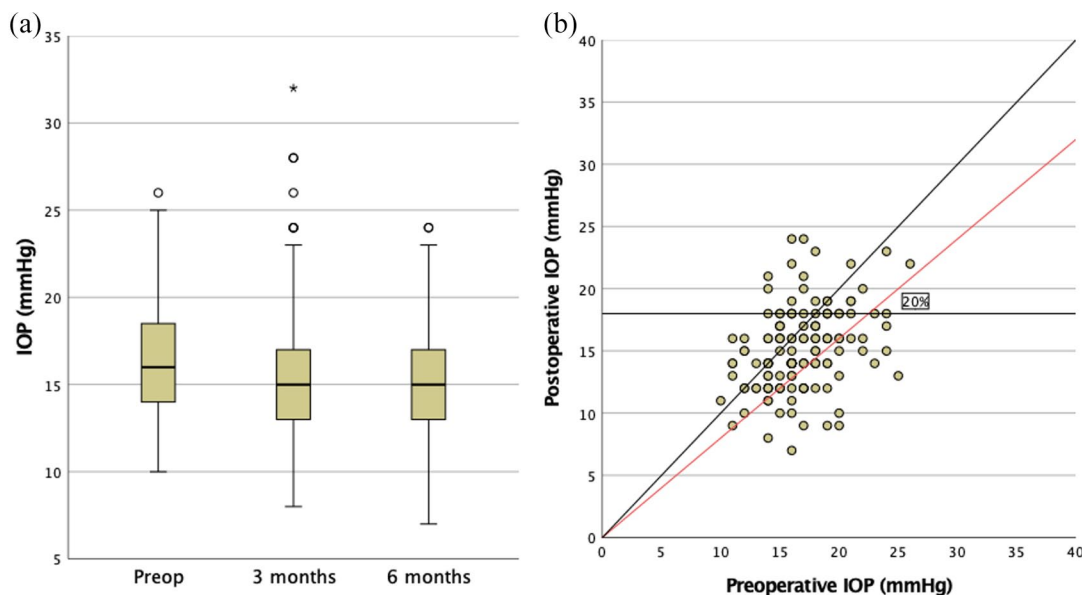 (a)
35
30
25
20
15
10
5
IOP (mmHg)
Preop 3 months 6 months
(b)
40
35
30
25
20
15
10
5
0
Postoperative IOP (mmHg)
20%
0 10 15 20 25 30 35 40
Preoperative IOP (mmHg)